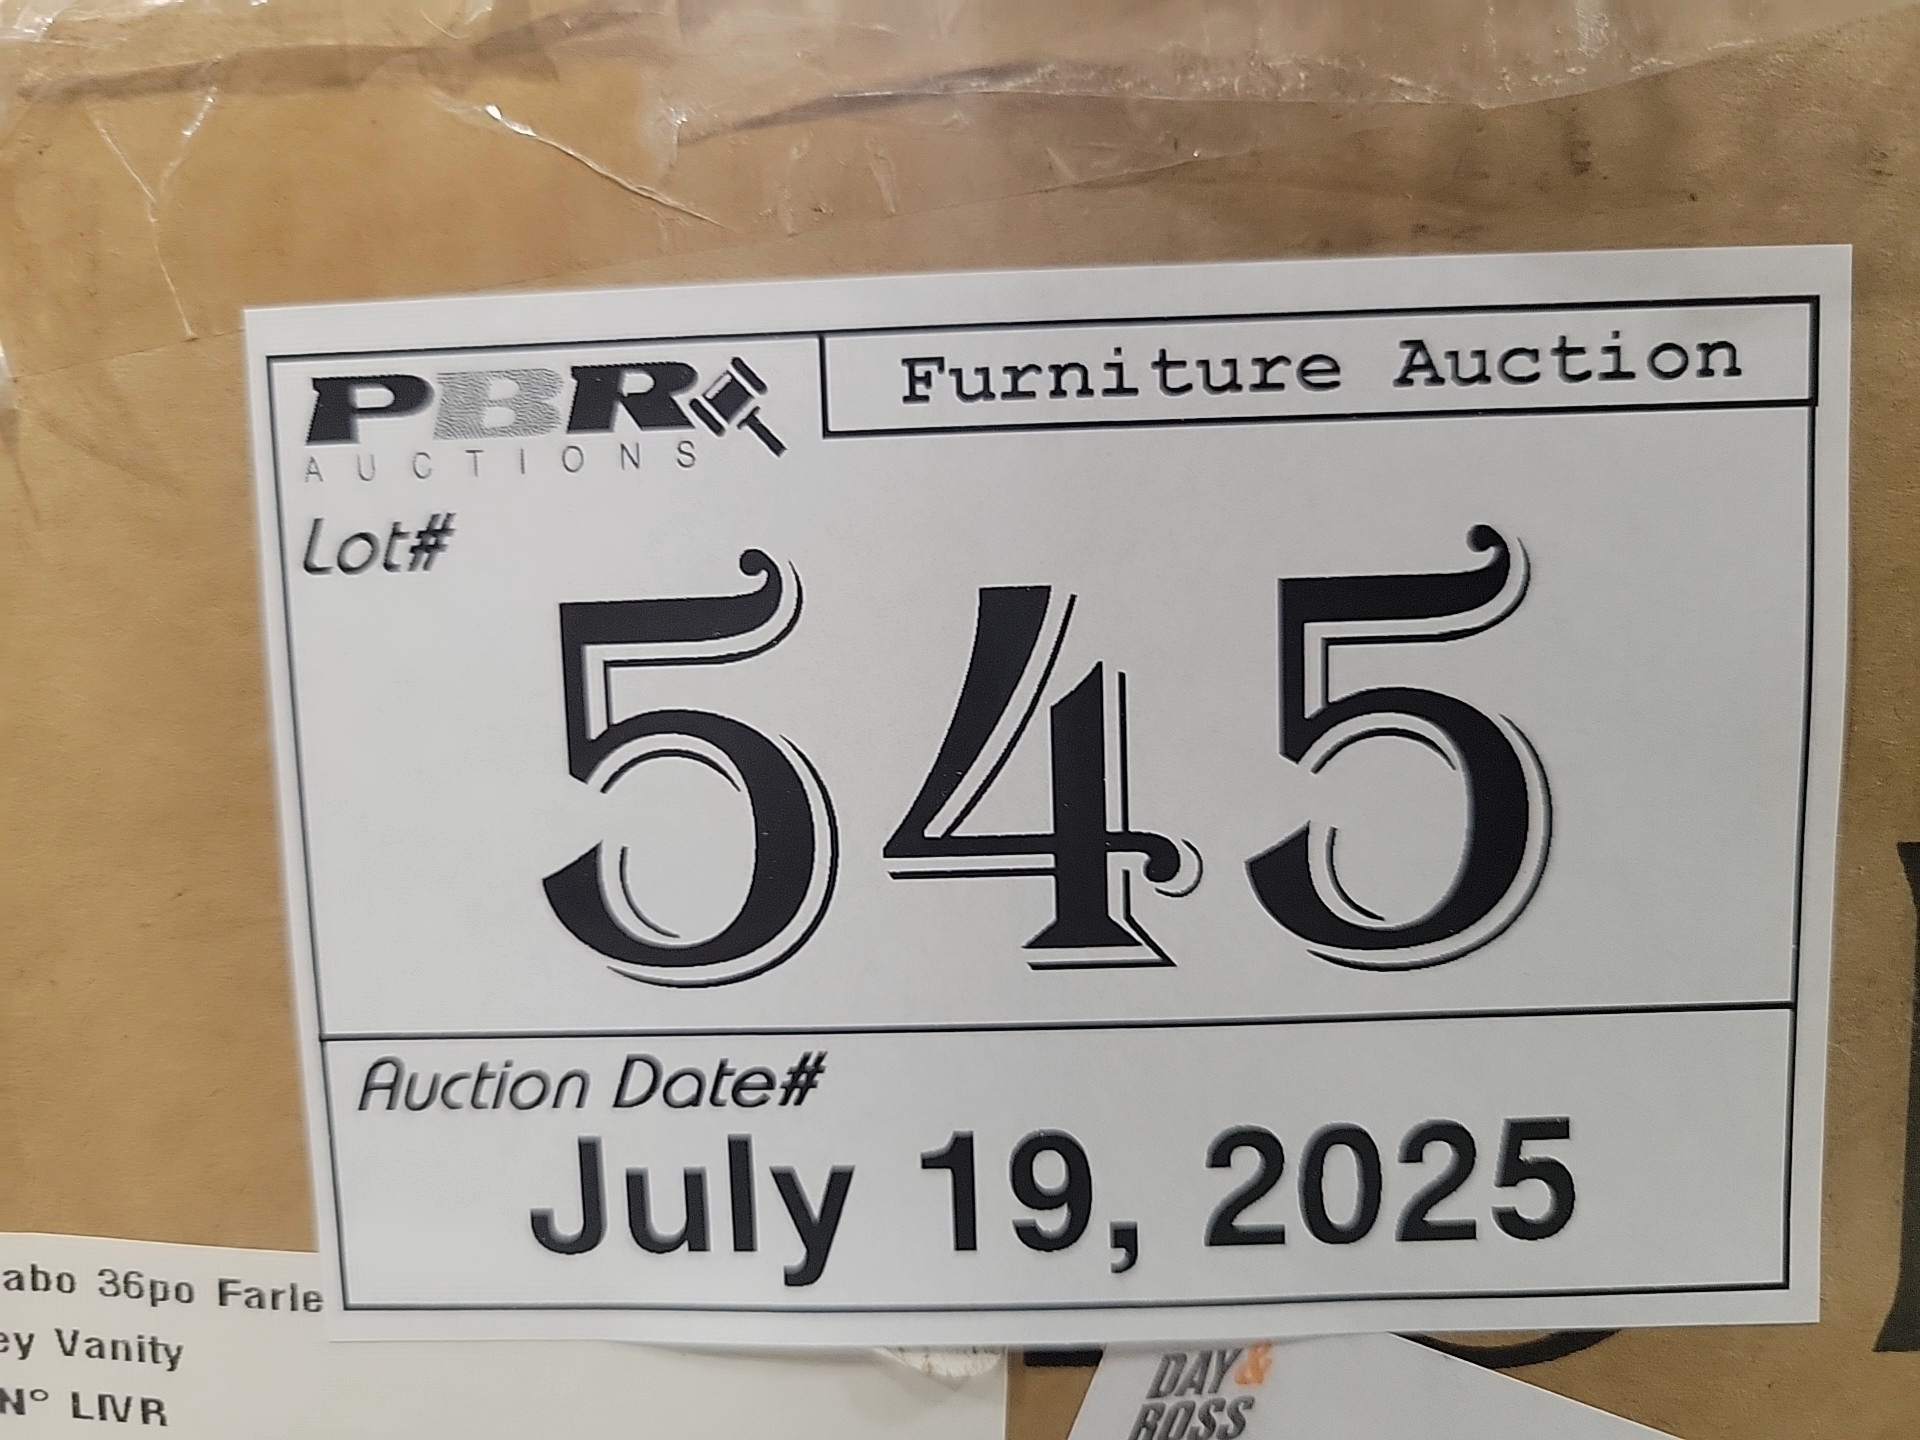 PBR
AUCTIONS
Furniture Auction
Lot#
545
Auction Date#
July 19, 2025
abo 36po Farle
ey Vanity
N° LIVR
DAY &
ROSS